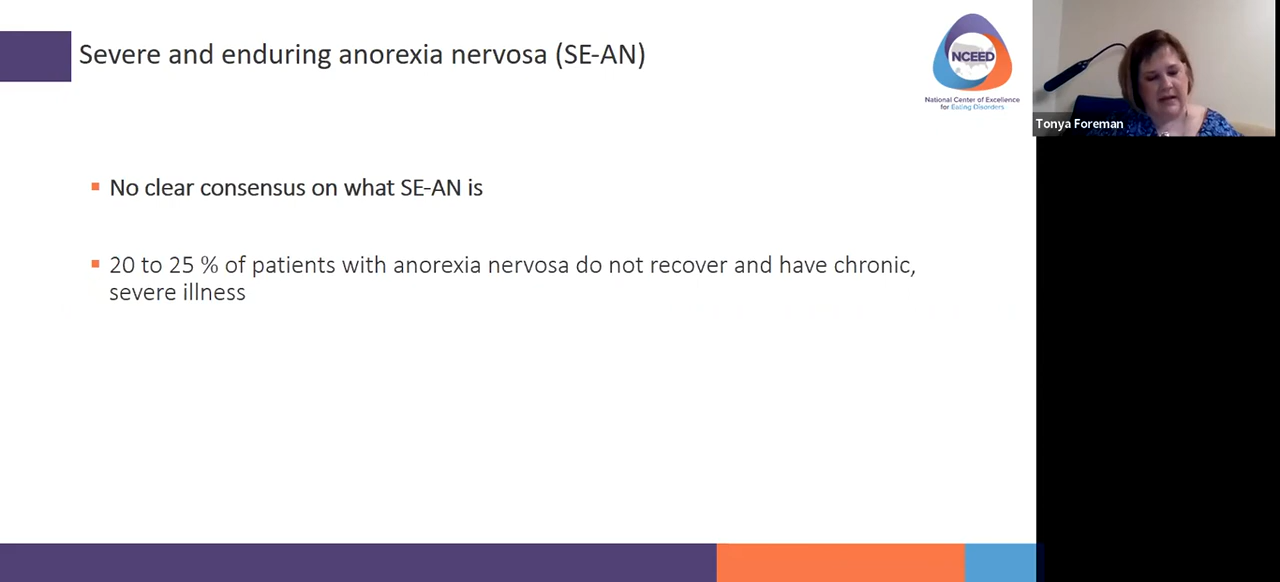 Severe and enduring anorexia nervosa (SE-AN)
NCEED
National Center of Excellence
for Eating Disorders
Tonya Foreman
▪ No clear consensus on what SE-AN is
▪ 20 to 25 % of patients with anorexia nervosa do not recover and have chronic,
severe illness